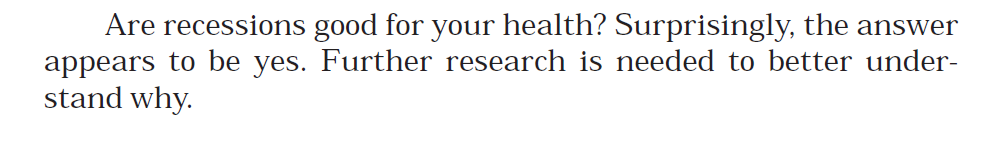 Are recessions good for your health? Surprisingly, the answer
appears to be yes. Further research is needed to better under-
stand why.